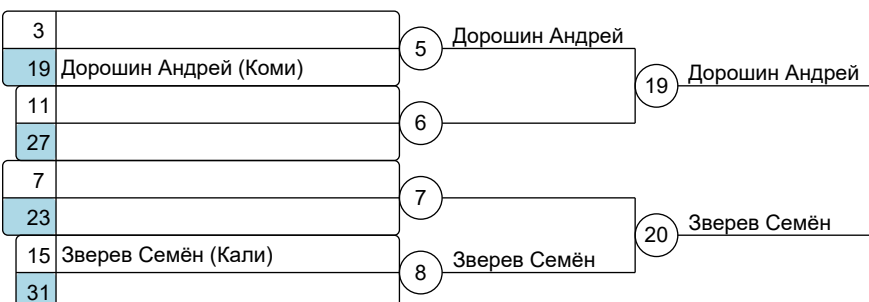 3
5 Дорошин Андрей
19 Дорошин Андрей (Коми)
19 Дорошин Андрей
11
6
27
7
7
23
20 Зверев Семён
15 Зверев Семён (Кали)
8 Зверев Семён
31